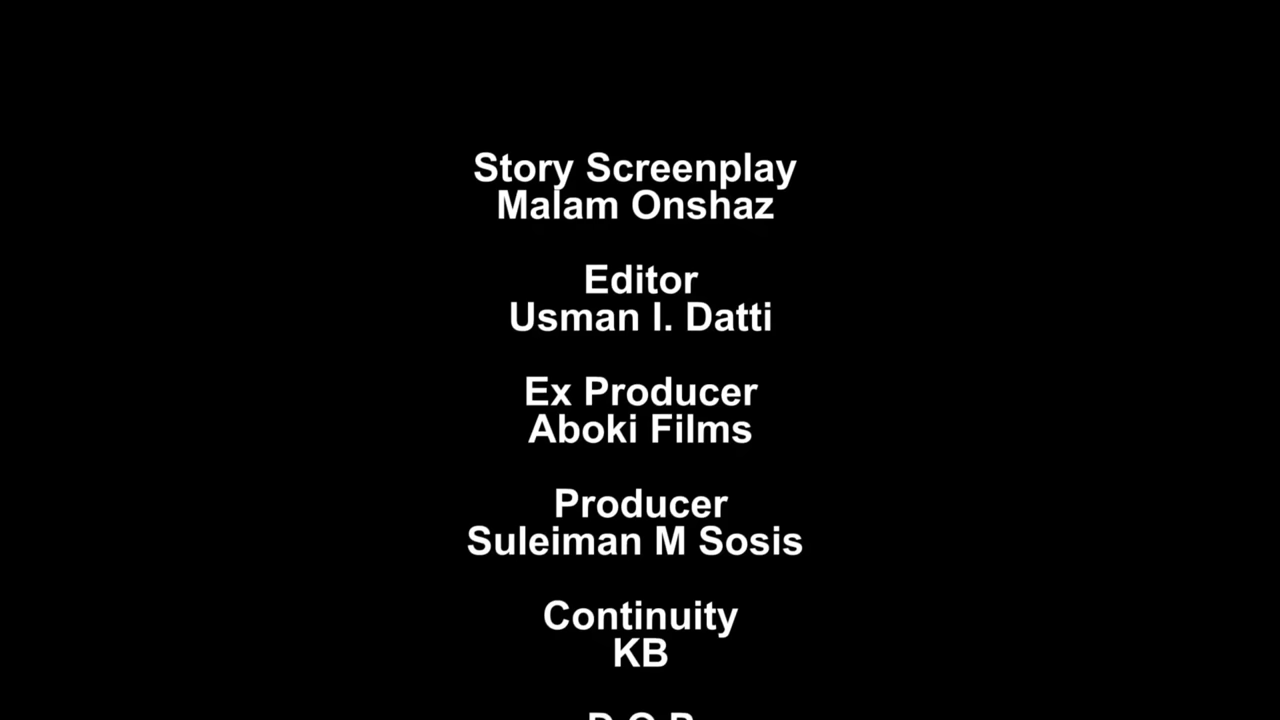 Story Screenplay
Malam Onshaz
Editor
Usman I. Datti
Ex Producer
Aboki Films
Producer
Suleiman M Sosis
Continuity
KB